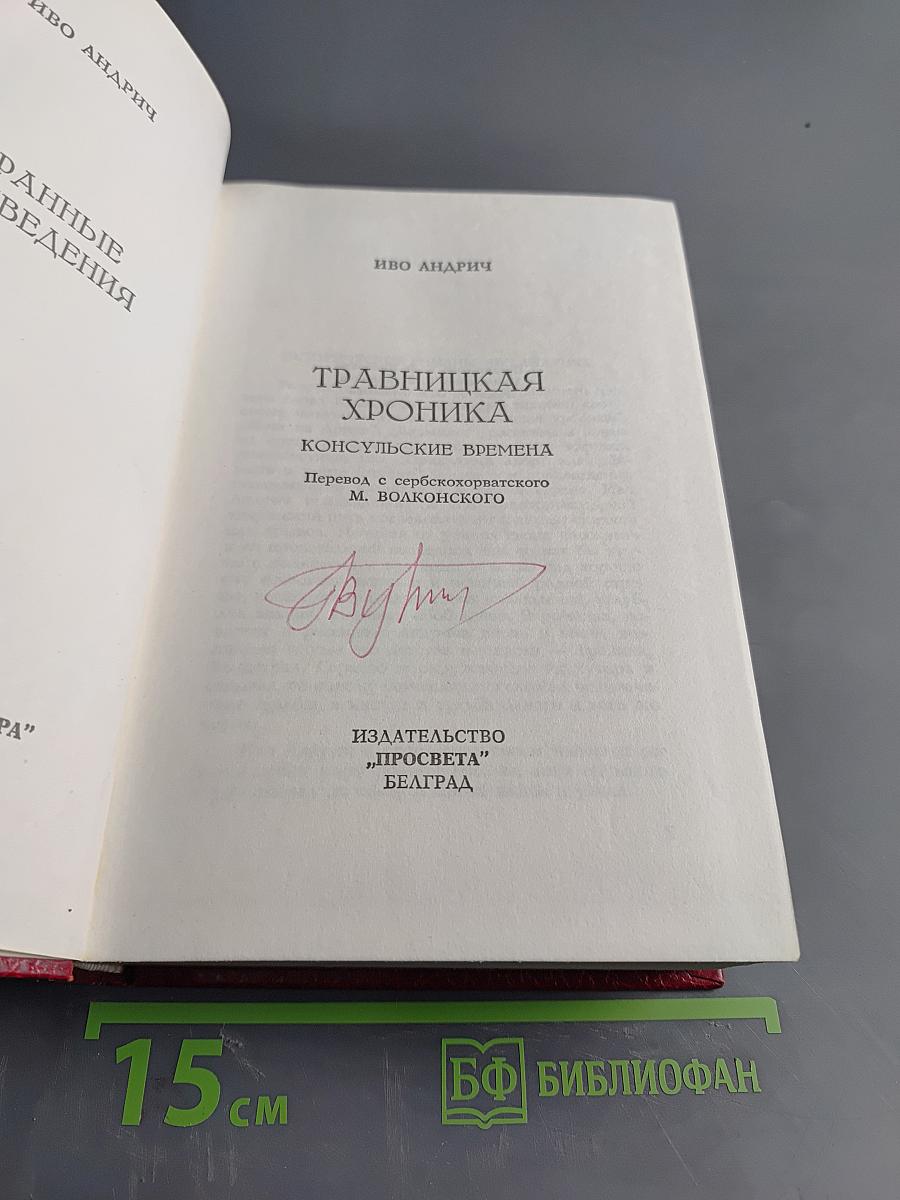 ИВО АНДРИЧ
РАННЫЕ
ВЕДЕНИЯ
РА"
ИВО АНДРИЧ
ТРАВНИЦКАЯ
ХРОНИКА
КОНСУЛЬСКИЕ ВРЕМЕНА
Перевод с сербскохорватского
М. ВОЛКОНСКОГО
ИЗДАТЕЛЬСТВО
„ПРОСВЕТА"
БЕЛГРАД
15 см
БФ БИБЛИОФАН